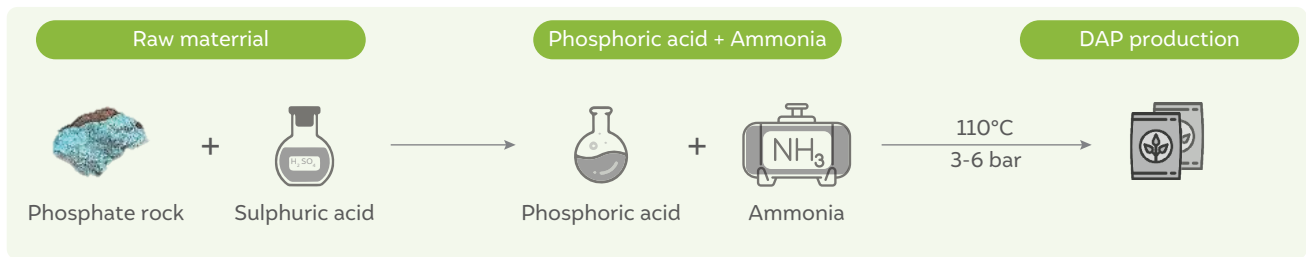 Raw materrial
Phosphoric acid + Ammonia
DAP production
+
H₂SO₄
+
NH₃
110°C
3-6 bar
Phosphate rock
Sulphuric acid
Phosphoric acid
Ammonia